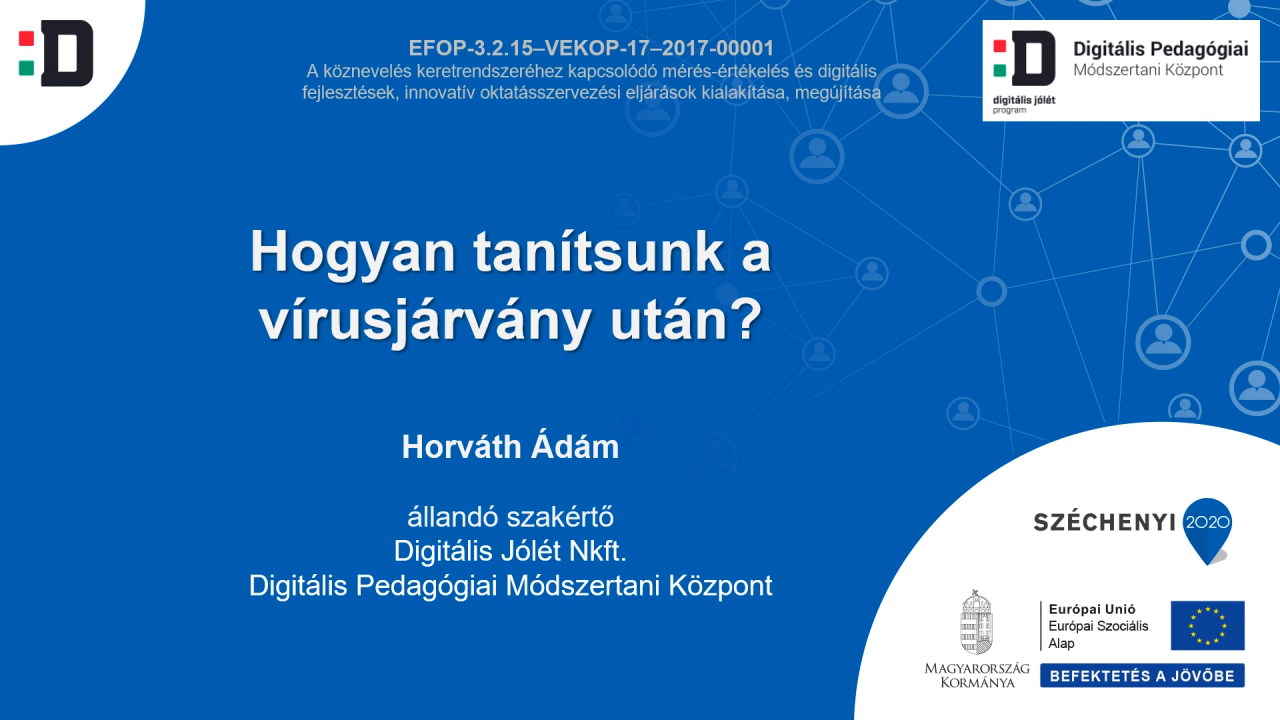 EFOP-3.2.15–VEKOP-17–2017-00001
A köznevelés keretrendszeréhez kapcsolódó mérés-értékelés és digitális
fejlesztések, innovatív oktatásszervezési eljárások kialakítása, megújítása
D
D
Digitális Pedagógiai
Módszertani Központ
digitális jólét
program
Hogyan tanítsunk a
vírusjárvány után?
Horváth Ádám
állandó szakértő
Digitális Jólét Nkft.
Digitális Pedagógiai Módszertani Központ
SZÉCHENYI 2020
Európai Unió
Európai Szociális
Alap
MAGYARORSZÁG
KORMÁNYA
BEFEKTETÉS A JÖVŐBE